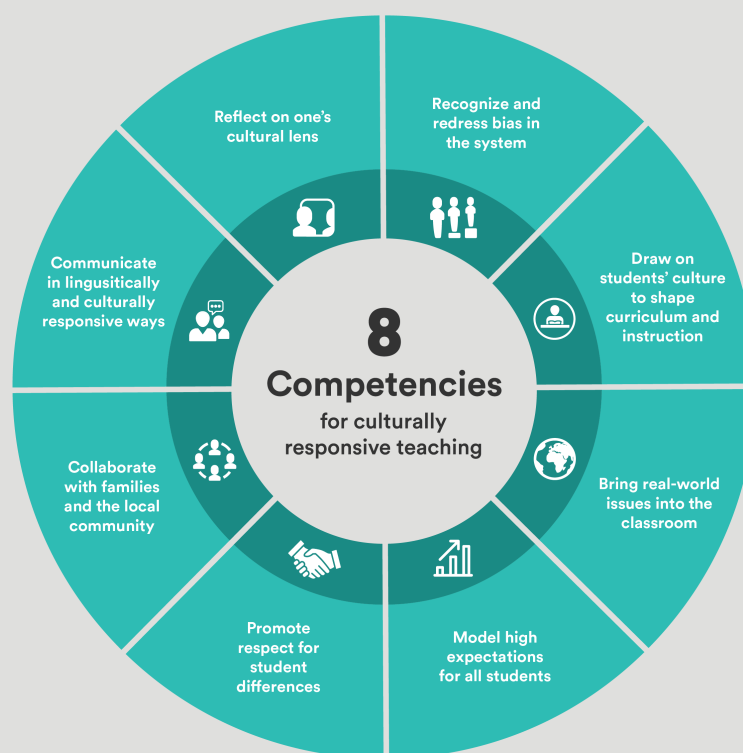 8
Competencies
for culturally
responsive teaching
Reflect on one's
cultural lens
Recognize and
redress bias in
the system
Draw on
students' culture
to shape
curriculum and
instruction
Bring real-world
issues into the
classroom
Model high
expectations
for all students
Promote
respect for
student
differences
Collaborate
with families
and the local
community
Communicate
in lingusitically
and culturally
responsive ways